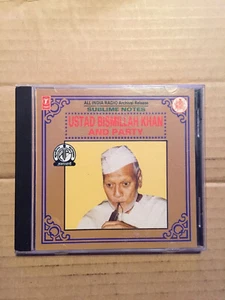 ALL INDIA RADIO Archival Release
SUBLIME NOTES
USTAD BISMILLAH KHAN
AND PARTY